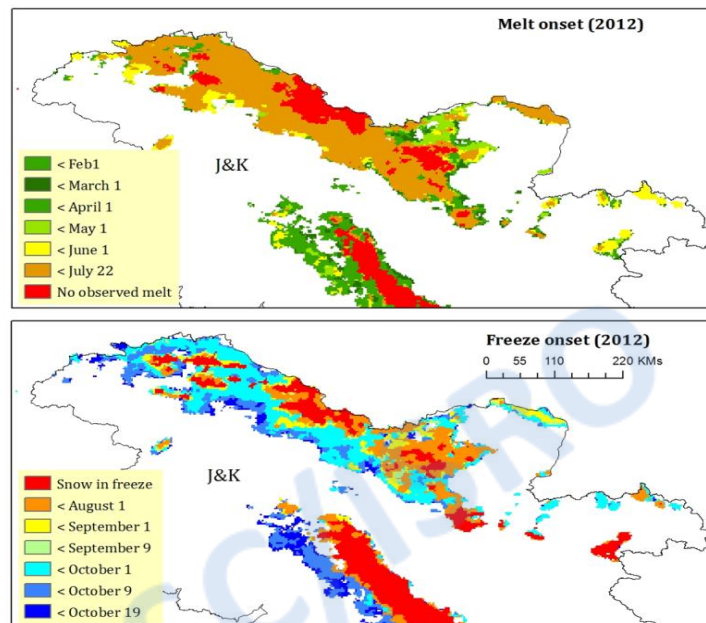 Melt onset (2012)
J&K
< Feb1
< March 1
< April 1
< May 1
< June 1
< July 22
No observed melt
Freeze onset (2012)
0 55 110 220 KMs
J&K
Snow in freeze
< August 1
< September 1
< September 9
< October 1
< October 9
< October 19